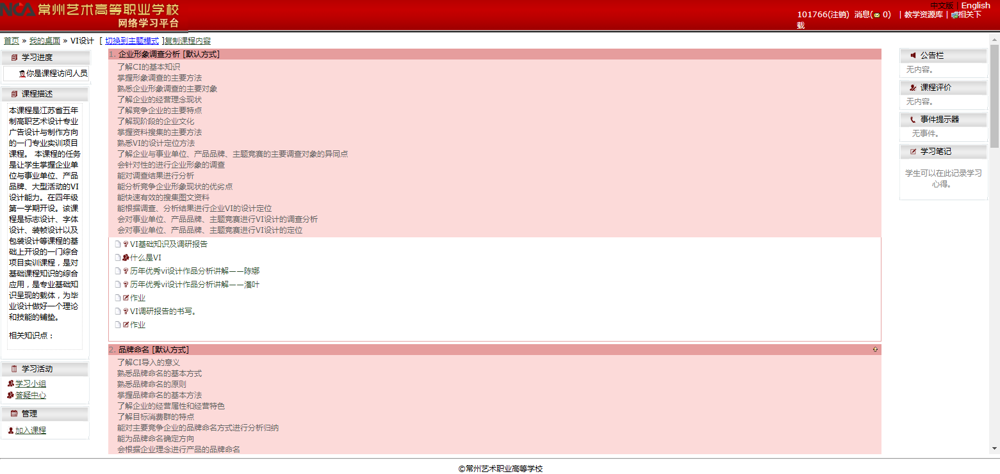 NCA 常州艺术高等职业学校
网络学习平台
中文版 | English
101766(注销) 消息( 0) | 教学资源库 | 相关下
载
首页 » 我的桌面 » VI设计 [ 切换到主题模式 ]复制课程内容
学习进度
你是课程访问人员
课程描述
本课程是江苏省五年
制高职艺术设计专业
广告设计与制作方向
的一门专业实训项目
课程。 本课程的任务
是让学生掌握企业单
位与事业单位、产品
品牌、大型活动的VI
设计能力。在四年级
第一学期开设。该课
程是标志设计、字体
设计、装帧设计以及
包装设计等课程的基
础上开设的一门综合
项目实训课程，是对
基础课程知识的综合
应用，是专业基础知
识呈现的载体，为毕
业设计做好一个理论
和技能的铺垫。
相关知识点：
学习活动
学习小组
答疑中心
管理
加入课程
1. 企业形象调查分析 [默认方式]
了解CI的基本知识
掌握形象调查的主要方法
熟悉企业形象调查的主要对象
了解企业的经营理念现状
了解竞争企业的主要特点
了解现阶段的企业文化
掌握资料搜集的主要方法
熟悉VI的设计定位方法
了解企业与事业单位、产品品牌、主题竞赛的主要调查对象的异同点
会针对性的进行企业形象的调查
能对调查结果进行分析
能分析竞争企业形象现状的优劣点
能快速有效的搜集图文资料
能根据调查、分析结果进行企业VI的设计定位
会对事业单位、产品品牌、主题竞赛进行VI设计的调查分析
会对事业单位、产品品牌、主题竞赛进行VI设计的定位
VI基础知识及调研报告
什么是VI
历年优秀vi设计作品分析讲解——陈娜
历年优秀vi设计作品分析讲解——潘叶
作业
VI调研报告的书写。
作业
2. 品牌命名 [默认方式]
了解CI导入的意义
熟悉品牌命名的基本方式
熟悉品牌命名的原则
掌握品牌命名的基本方法
了解企业的经营属性和经营特色
了解目标消费群的特点
能对主要竞争企业的品牌命名方式进行分析归纳
能为品牌命名确定方向
会根据企业理念进行产品的品牌命名
公告栏
无内容。
课程评价
无内容。
事件提示器
无事件。
学习笔记
学生可以在此记录学习
心得。
©常州艺术职业高等学校